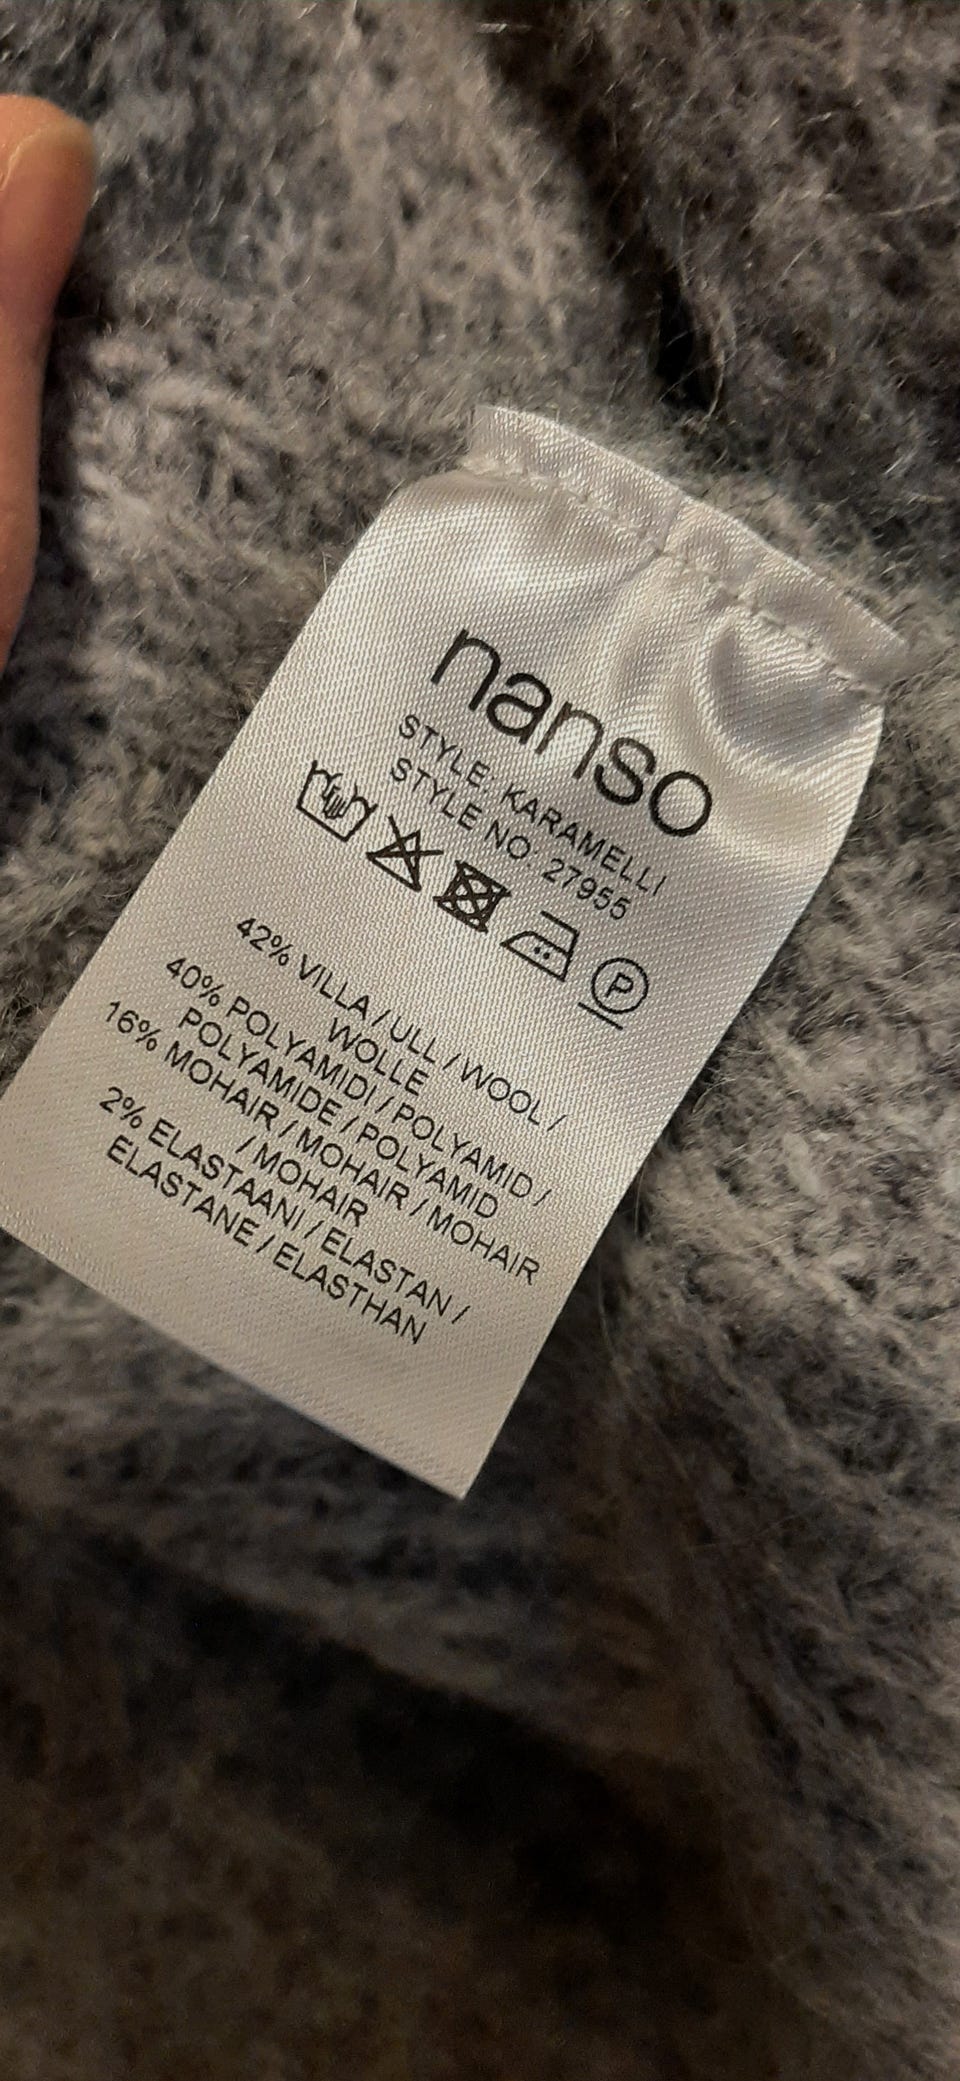 nanso
STYLE: KARAMELLI
STYLE NO: 27955
P
42% VILLA / ULL / WOOL /
WOLLE
40% POLYAMIDI / POLYAMID /
POLYAMIDE / POLYAMID
16% MOHAIR / MOHAIR / MOHAIR
/ MOHAIR
2% ELASTAANI / ELASTAN /
ELASTANE / ELASTHAN